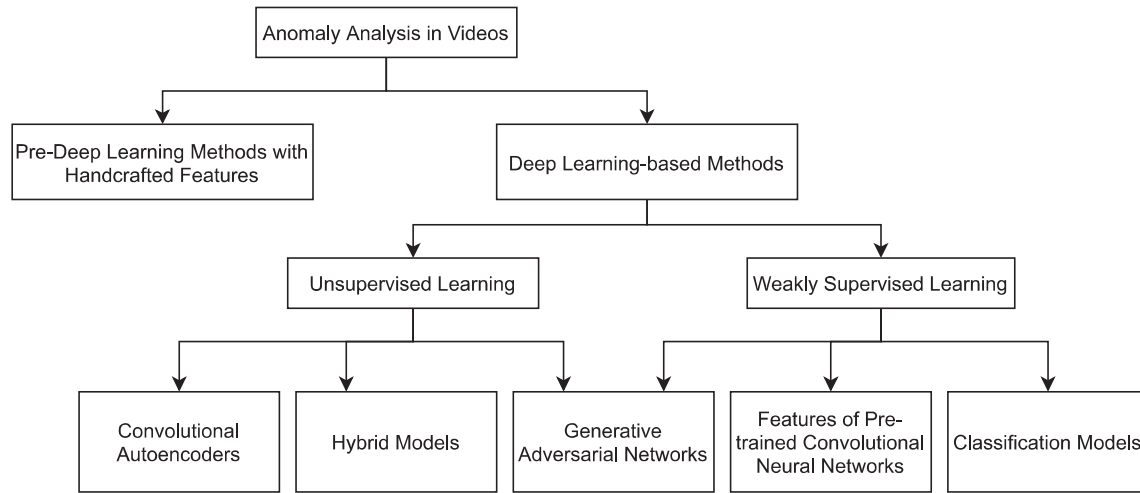 Anomaly Analysis in Videos
Pre-Deep Learning Methods with
Handcrafted Features
Deep Learning-based Methods
Unsupervised Learning
Weakly Supervised Learning
Convolutional
Autoencoders
Hybrid Models
Generative
Adversarial Networks
Features of Pre-
trained Convolutional
Neural Networks
Classification Models